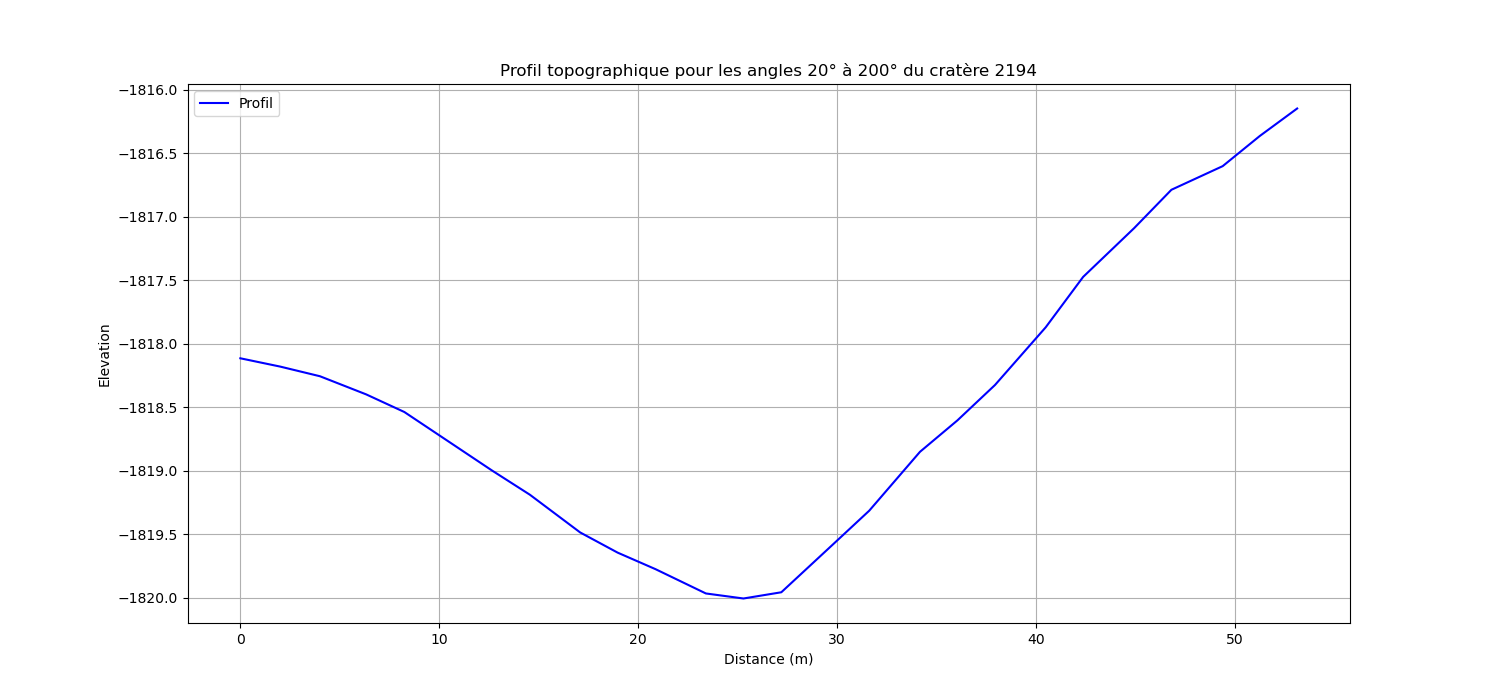 Profil topographique pour les angles 20° à 200° du cratère 2194
Profil
−1816.0
−1816.5
−1817.0
−1817.5
−1818.0
−1818.5
−1819.0
−1819.5
−1820.0
Elevation
0 10 20 30 40 50
Distance (m)